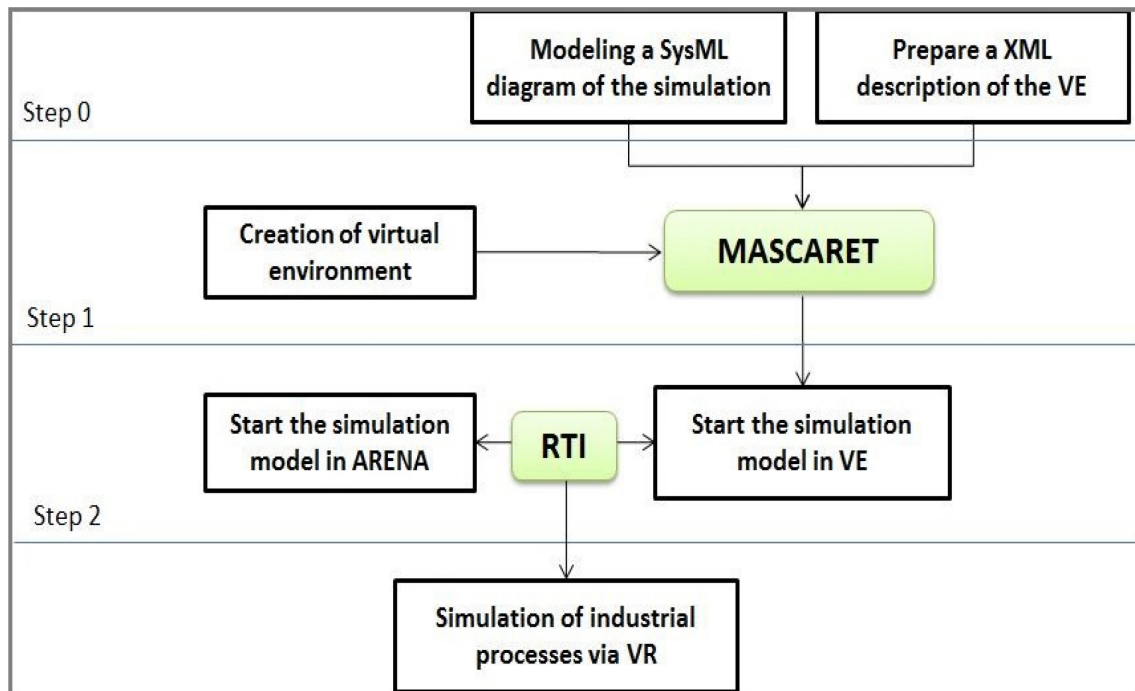 Modeling a SysML
diagram of the simulation
Prepare a XML
description of the VE
Step 0
Creation of virtual
environment
MASCARET
Step 1
Start the simulation
model in ARENA
RTI
Start the simulation
model in VE
Step 2
Simulation of industrial
processes via VR